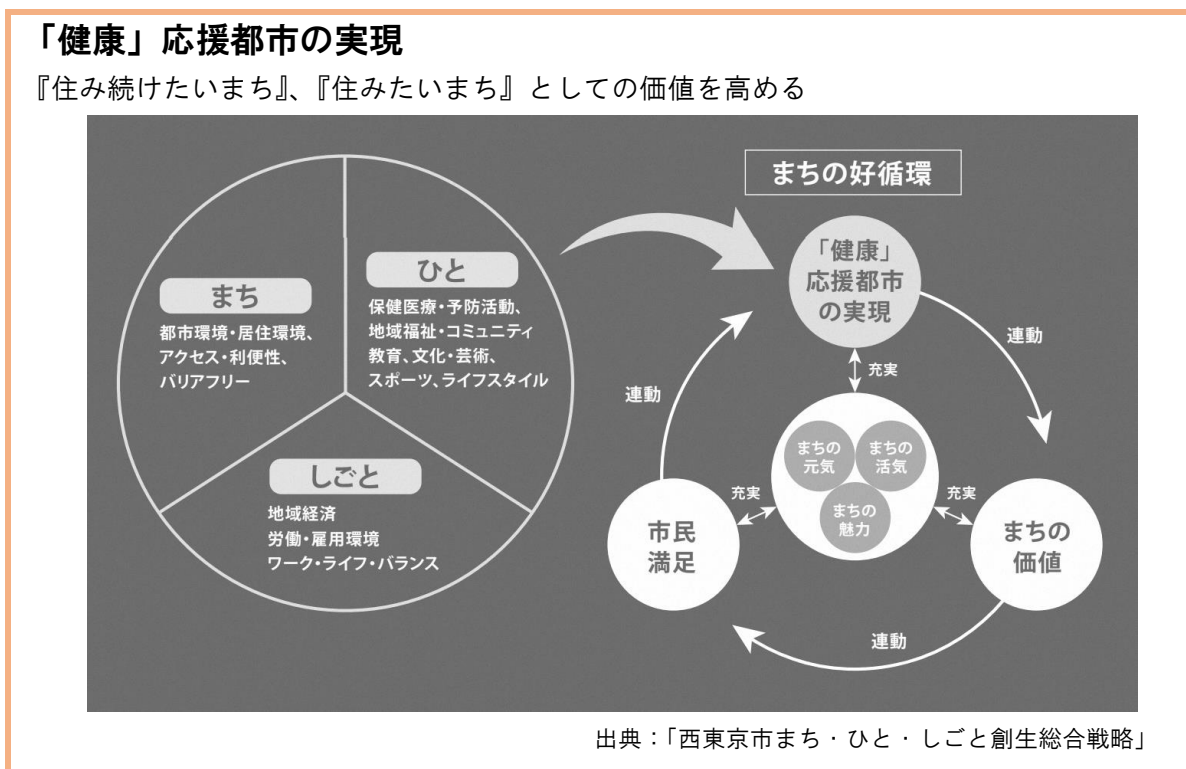 「健康」応援都市の実現
『住み続けたいまち』、『住みたいまち』としての価値を高める
まち
都市環境・居住環境、
アクセス・利便性、
バリアフリー
ひと
保健医療・予防活動、
地域福祉・コミュニティ
教育、文化・芸術、
スポーツ、ライフスタイル
しごと
地域経済
労働・雇用環境
ワーク・ライフ・バランス
まちの好循環
「健康」
応援都市
の実現
連動
充実
連動
まちの
元気
まちの
活気
まちの
魅力
充実
充実
市民
満足
まちの
価値
連動
出典：「西東京市まち・ひと・しごと創生総合戦略」